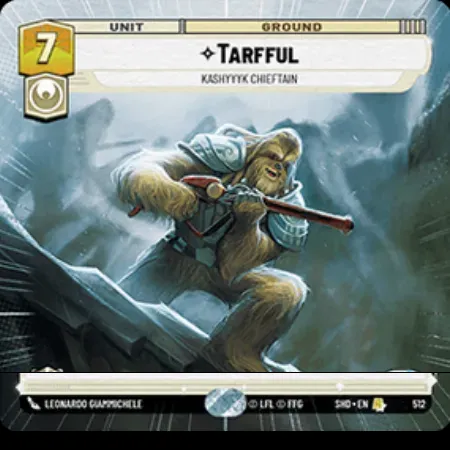 7
UNIT
GROUND
TARFFUL
KASHYYYK CHIEFTAIN
LEONARDO GIAMMICHELE
© LFL © FFG
SHD • EN
512